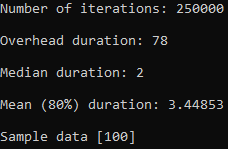 Number of iterations: 250000
Overhead duration: 78
Median duration: 2
Mean (80%) duration: 3.44853
Sample data [100]